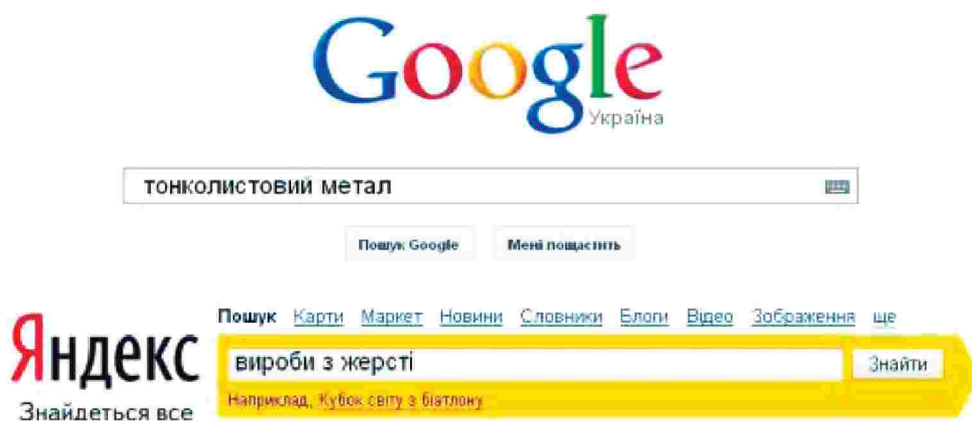 Google
Україна
тонколистовий метал
Пошук Google Мені пощастить
Пошук Карти Маркет Новини Словники Блоги Відео Зображення ще
Яндекс
вироби з жерсті Знайти
Наприклад, Кубок світу з біатлону
Знайдеться все